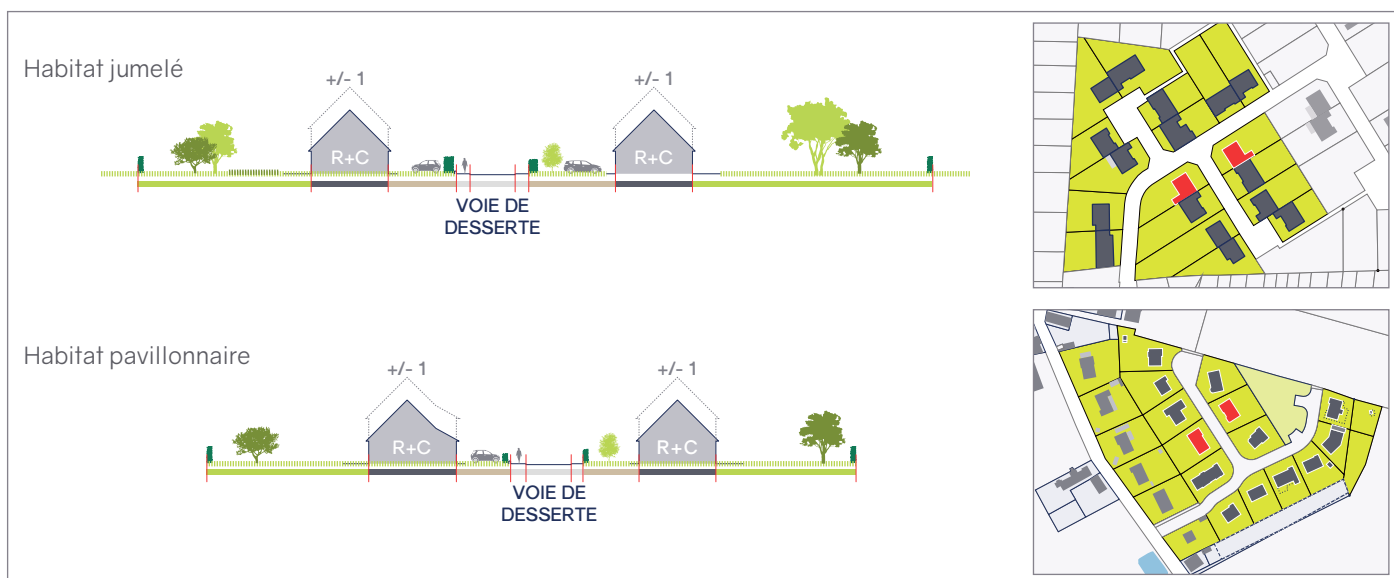 Habitat jumelé
+/- 1
+/- 1
R+C
R+C
VOIE DE
DESSERTE
Habitat pavillonnaire
+/- 1
+/- 1
R+C
R+C
VOIE DE
DESSERTE